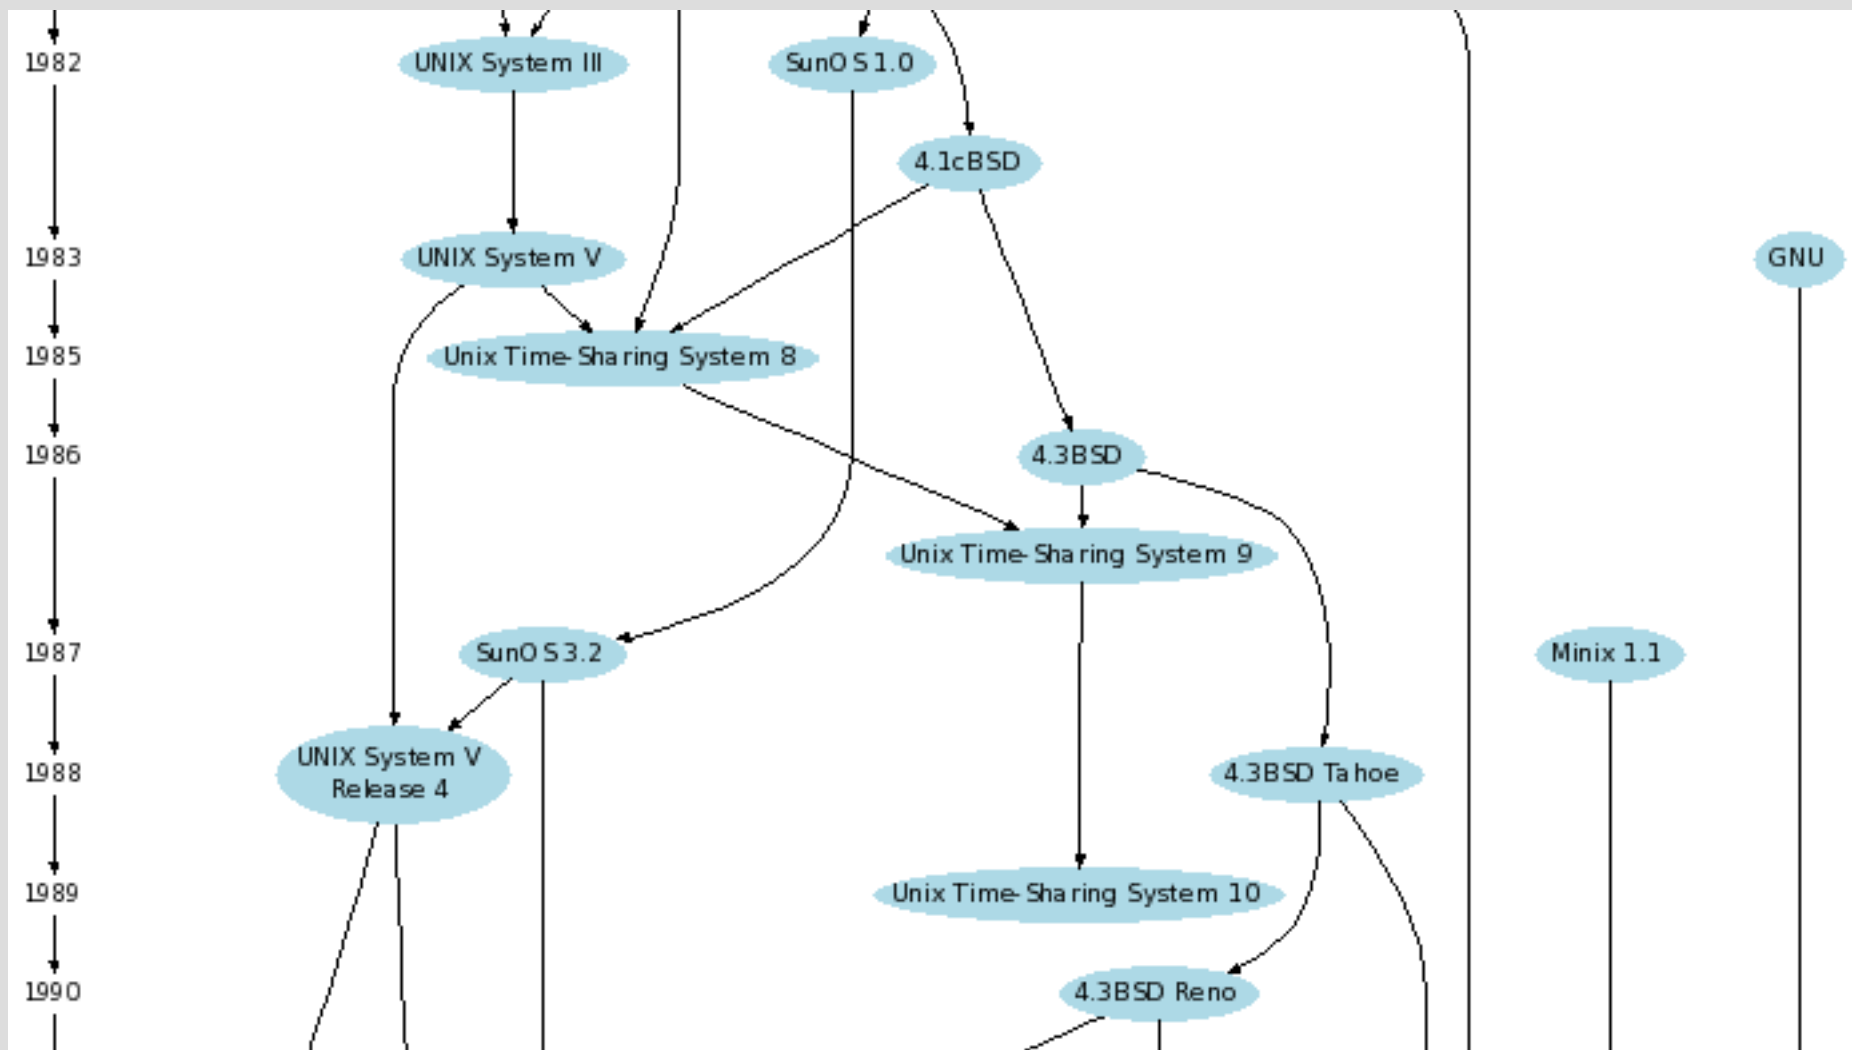 1982
UNIX System III
SunOS 1.0
4.1cBSD
1983
UNIX System V
GNU
1985
Unix Time-Sharing System 8
1986
4.3BSD
Unix Time-Sharing System 9
1987
SunOS 3.2
Minix 1.1
UNIX System V
Release 4
1988
4.3BSD Tahoe
1989
Unix Time-Sharing System 10
1990
4.3BSD Reno